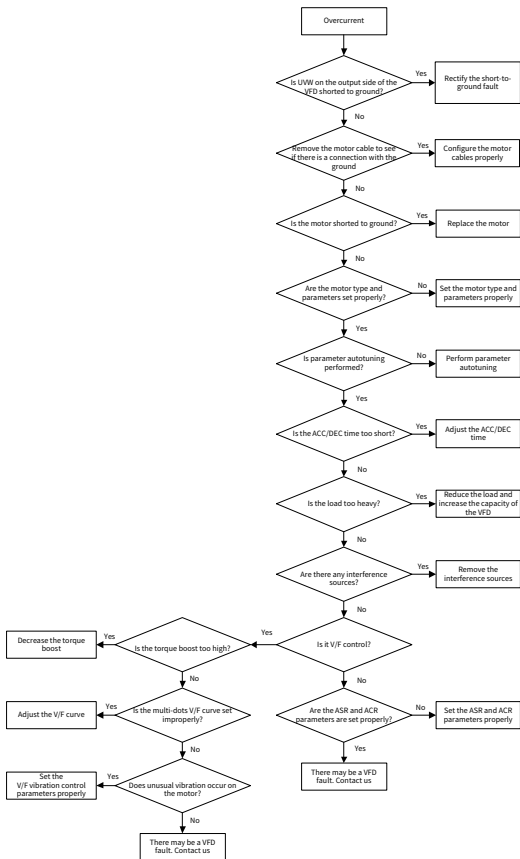 Overcurrent
Is UVW on the output side of the
VFD shorted to ground?
Yes
Rectify the short-to-
ground fault
No
Remove the motor cable to see
if there is a connection with the
ground
Yes
Configure the motor
cables properly
No
Is the motor shorted to ground?
Yes
Replace the motor
No
Are the motor type and
parameters set properly?
No
Set the motor type and
parameters properly
Yes
Is parameter autotuning
performed?
No
Perform parameter
autotuning
Yes
Is the ACC/DEC time too short?
Yes
Adjust the ACC/DEC
time
No
Is the load too heavy?
Yes
Reduce the load and
increase the capacity of
the VFD
No
Are there any interference
sources?
Yes
Remove the
interference sources
No
Is it V/F control?
Yes
Is the torque boost too high?
Yes
Decrease the torque
boost
No
No
Is the multi-dots V/F curve set
improperly?
Yes
Adjust the V/F curve
Are the ASR and ACR
parameters are set properly?
No
Set the ASR and ACR
parameters properly
No
Yes
Does unusual vibration occur on
the motor?
Yes
Set the
V/F vibration control
parameters properly
There may be a VFD
fault. Contact us
No
There may be a VFD
fault. Contact us